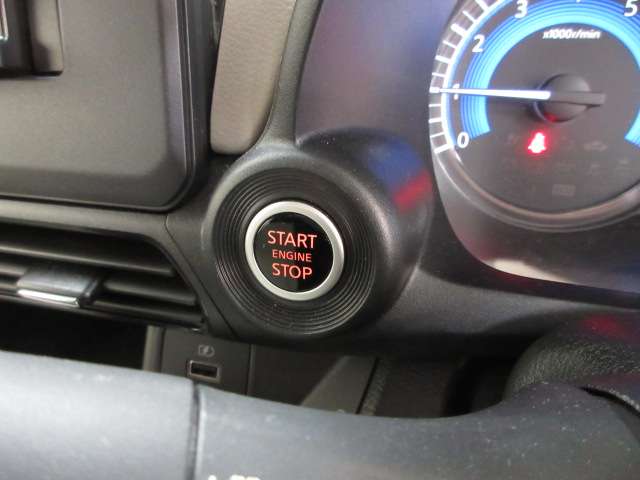 START
ENGINE
STOP
0
1
2
3
5
x1000r/min